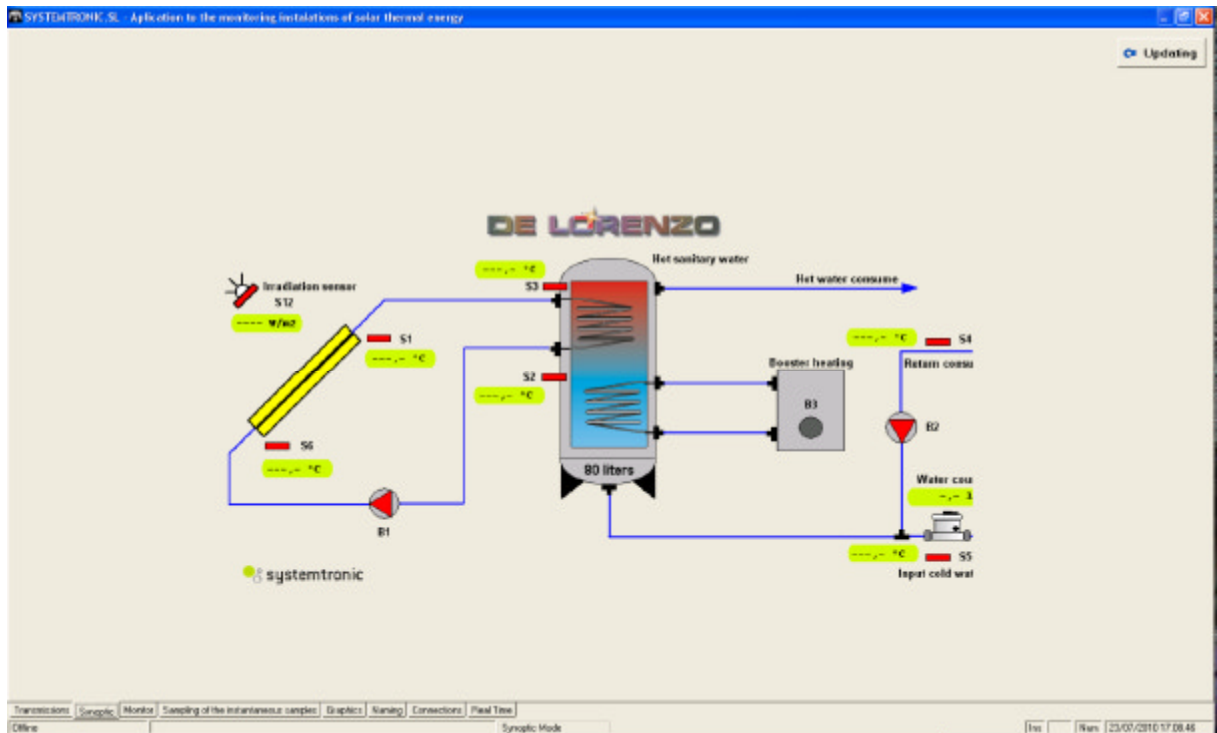 SYSTEMTRONIC.SL - Aplication to the monitoring instalations of solar thermal energy
Updating
DE LORENZO
---,- °C
Hot sanitary water
S3
Hot water consume
Irradiation sensor
S12
---- W/m2
S1
---,- °C
---,- °C
S4
Return consu
Booster heating
S2
---,- °C
B3
B2
S6
---,- °C
80 liters
Water cou
-,- 
B1
---,- °C
S5
Input cold wat
systemtronic
Transmissions Synoptic Monitor Sampling of the instantaneous samples Graphics Naming Connections Real Time
Offline Synoptic Mode Ins Num 23/07/2010 17:08:46